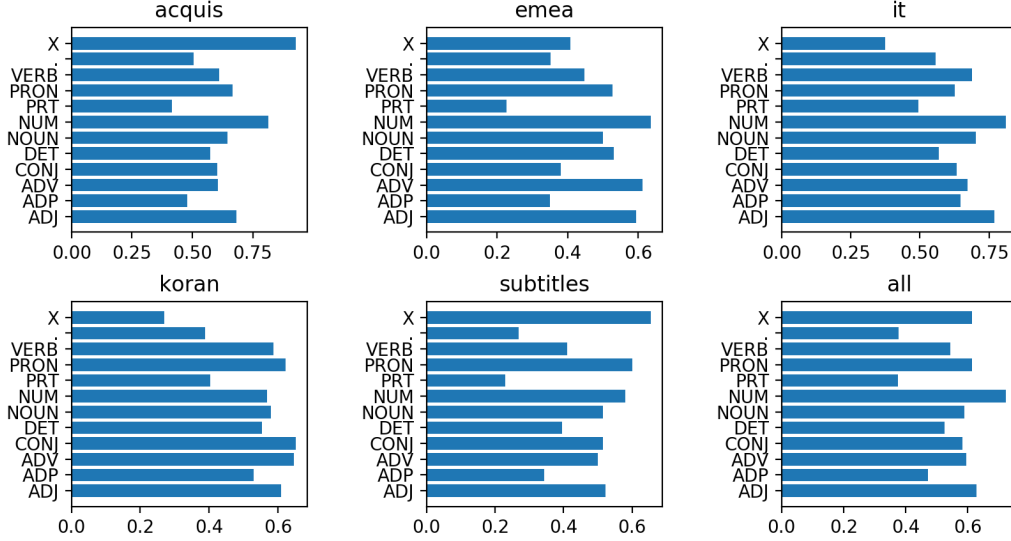 acquis
X
.
VERB
PRON
PRT
NUM
NOUN
DET
CONJ
ADV
ADP
ADJ
0.00 0.25 0.50 0.75
emea
X
.
VERB
PRON
PRT
NUM
NOUN
DET
CONJ
ADV
ADP
ADJ
0.0 0.2 0.4 0.6
it
X
.
VERB
PRON
PRT
NUM
NOUN
DET
CONJ
ADV
ADP
ADJ
0.00 0.25 0.50 0.75
koran
X
.
VERB
PRON
PRT
NUM
NOUN
DET
CONJ
ADV
ADP
ADJ
0.0 0.2 0.4 0.6
subtitles
X
.
VERB
PRON
PRT
NUM
NOUN
DET
CONJ
ADV
ADP
ADJ
0.0 0.2 0.4 0.6
all
X
.
VERB
PRON
PRT
NUM
NOUN
DET
CONJ
ADV
ADP
ADJ
0.0 0.2 0.4 0.6